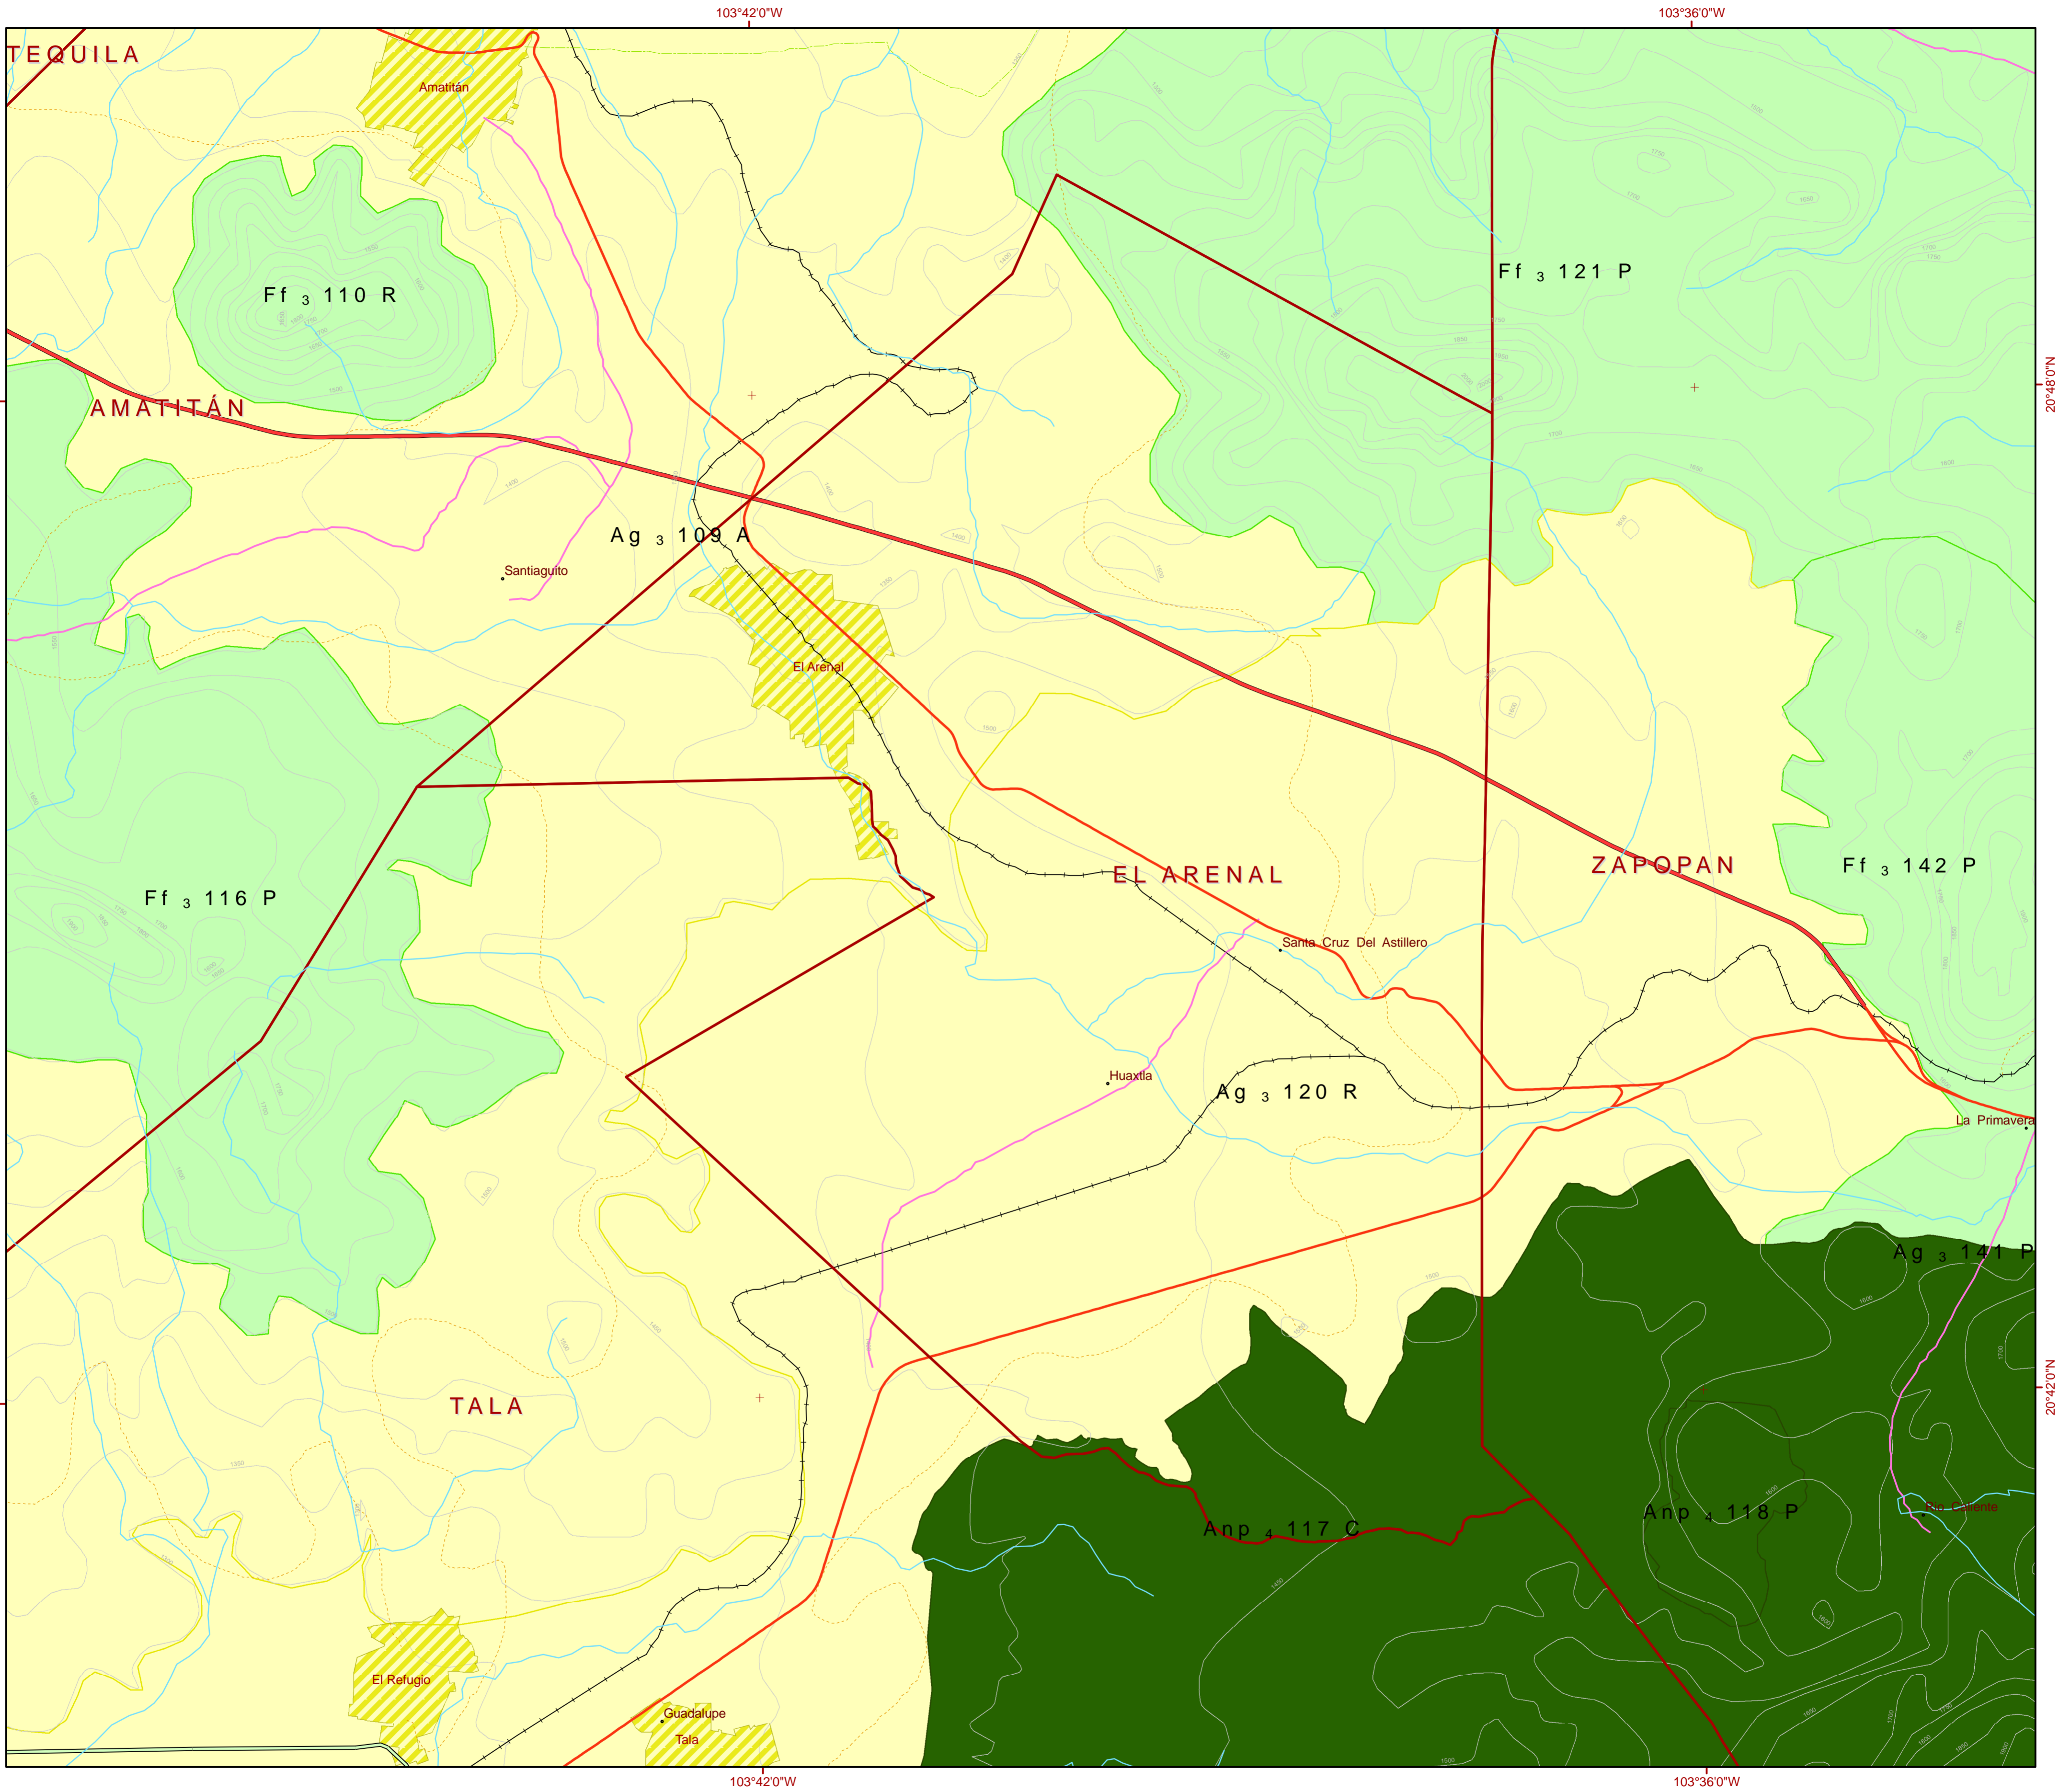 103°42'0"W
103°36'0"W
TEQUILA
Amatitán
Ff 3 121 P
Ff 3 110 R
20°48'0"N
AMATITÁN
Ag 3 109 A
Santiaguito
El Arenal
EL ARENAL
ZAPOPAN
Ff 3 142 P
Ff 3 116 P
Santa Cruz Del Astillero
Huaxtla
Ag 3 120 R
La Primavera
Ag 3 141 P
20°42'0"N
TALA
Rio Caliente
Anp 4 118 P
Anp 4 117 C
El Refugio
Guadalupe
Tala
103°42'0"W
103°36'0"W